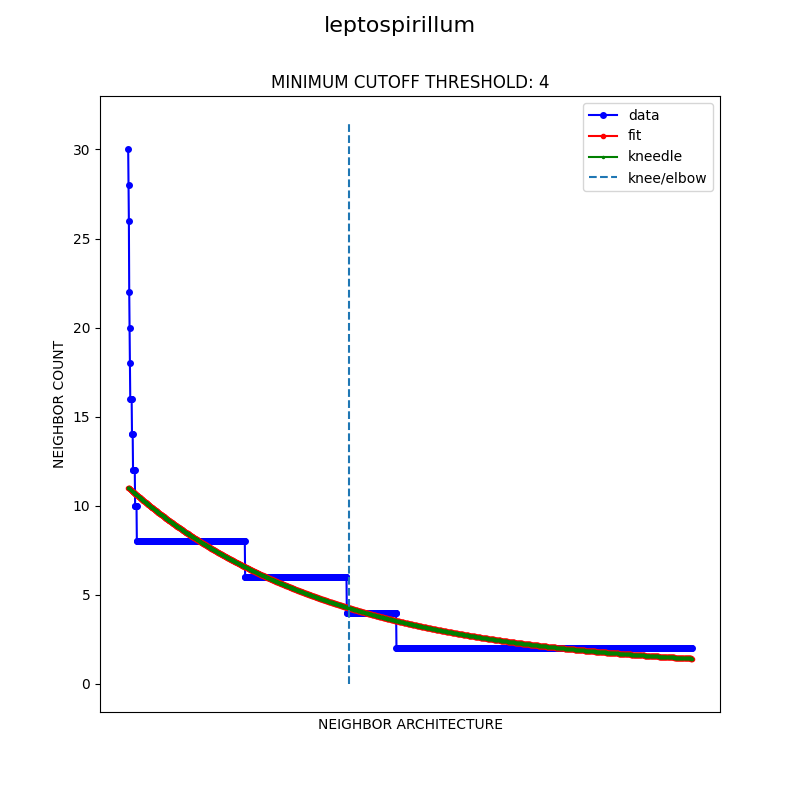 leptospirillum
MINIMUM CUTOFF THRESHOLD: 4
data
fit
kneedle
knee/elbow
30
25
20
15
10
5
0
NEIGHBOR COUNT
NEIGHBOR ARCHITECTURE